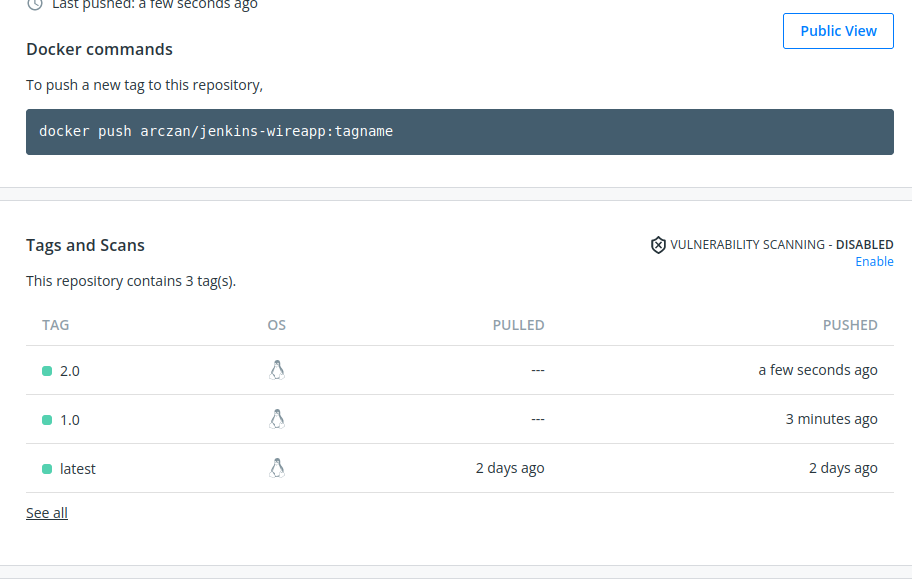 Last pushed: a few seconds ago
Public View
Docker commands
To push a new tag to this repository,
docker push arczan/jenkins-wireapp:tagname
Tags and Scans
VULNERABILITY SCANNING - DISABLED
Enable
This repository contains 3 tag(s).
TAG OS PULLED PUSHED
2.0 --- a few seconds ago
1.0 --- 3 minutes ago
latest 2 days ago 2 days ago
See all